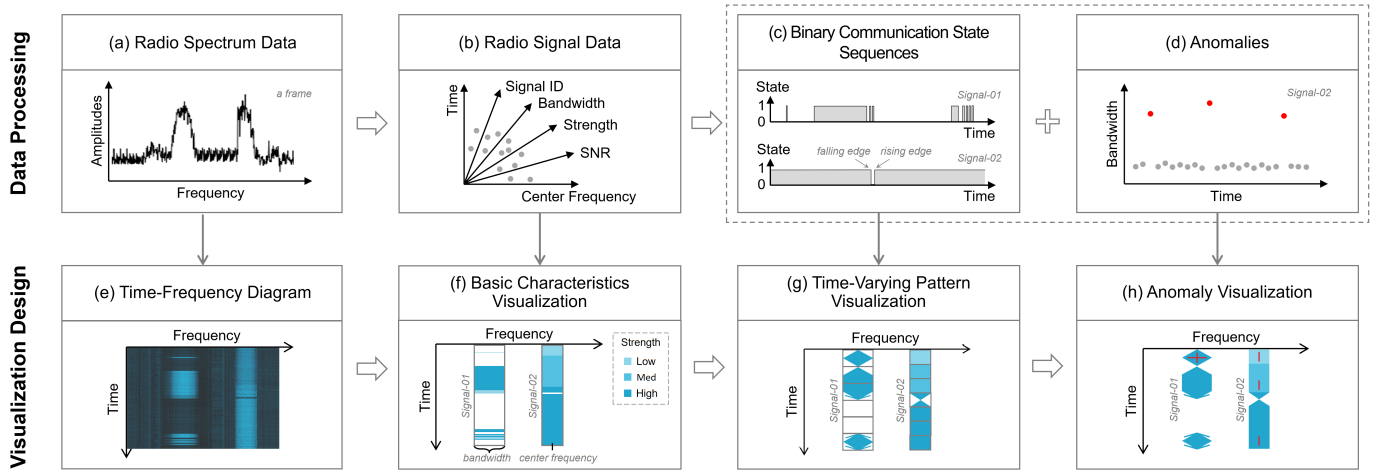 Data Processing
(a) Radio Spectrum Data
a frame
Amplitudes
Frequency
(b) Radio Signal Data
Time
Signal ID
Bandwidth
Strength
SNR
Center Frequency
(c) Binary Communication State
Sequences
State
Signal-01
1
0
Time
State
falling edge
rising edge
Signal-02
1
0
Time
(d) Anomalies
Signal-02
Bandwidth
Time
Visualization Design
(e) Time-Frequency Diagram
Frequency
Time
(f) Basic Characteristics
Visualization
Frequency
Time
Signal-01
Signal-02
Strength
Low
Med
High
bandwidth
center frequency
(g) Time-Varying Pattern
Visualization
Frequency
Time
Signal-01
Signal-02
(h) Anomaly Visualization
Frequency
Time
Signal-01
Signal-02